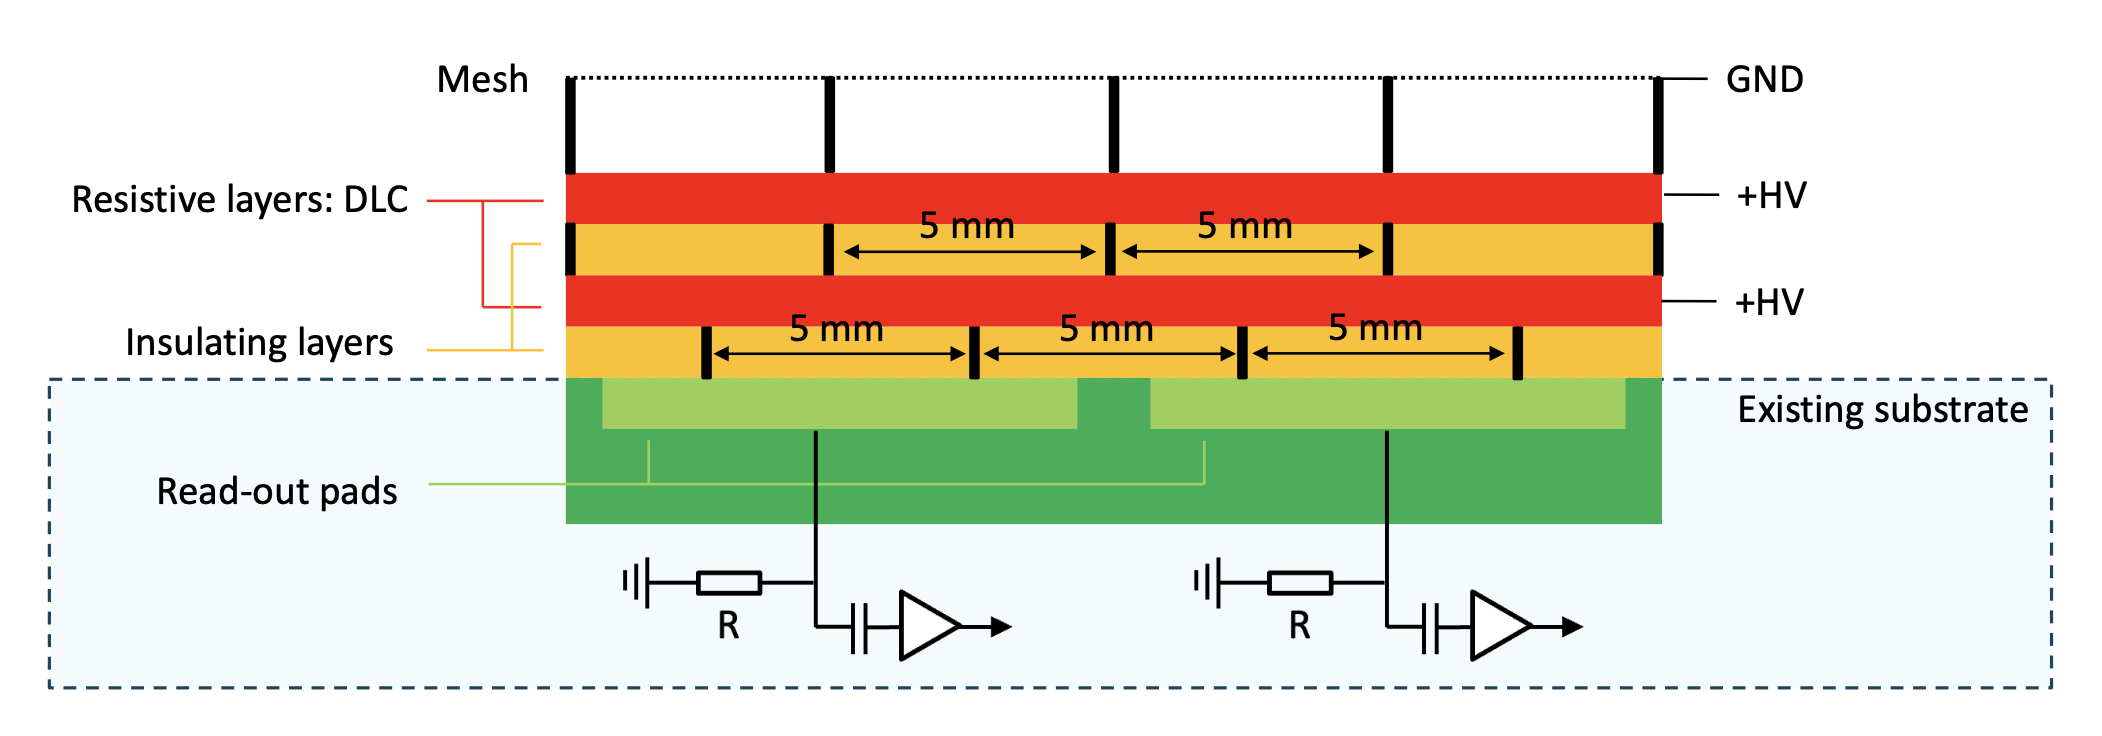 Mesh
GND
Resistive layers: DLC
+HV
5 mm
5 mm
+HV
Insulating layers
5 mm
5 mm
5 mm
Existing substrate
Read-out pads
R
R